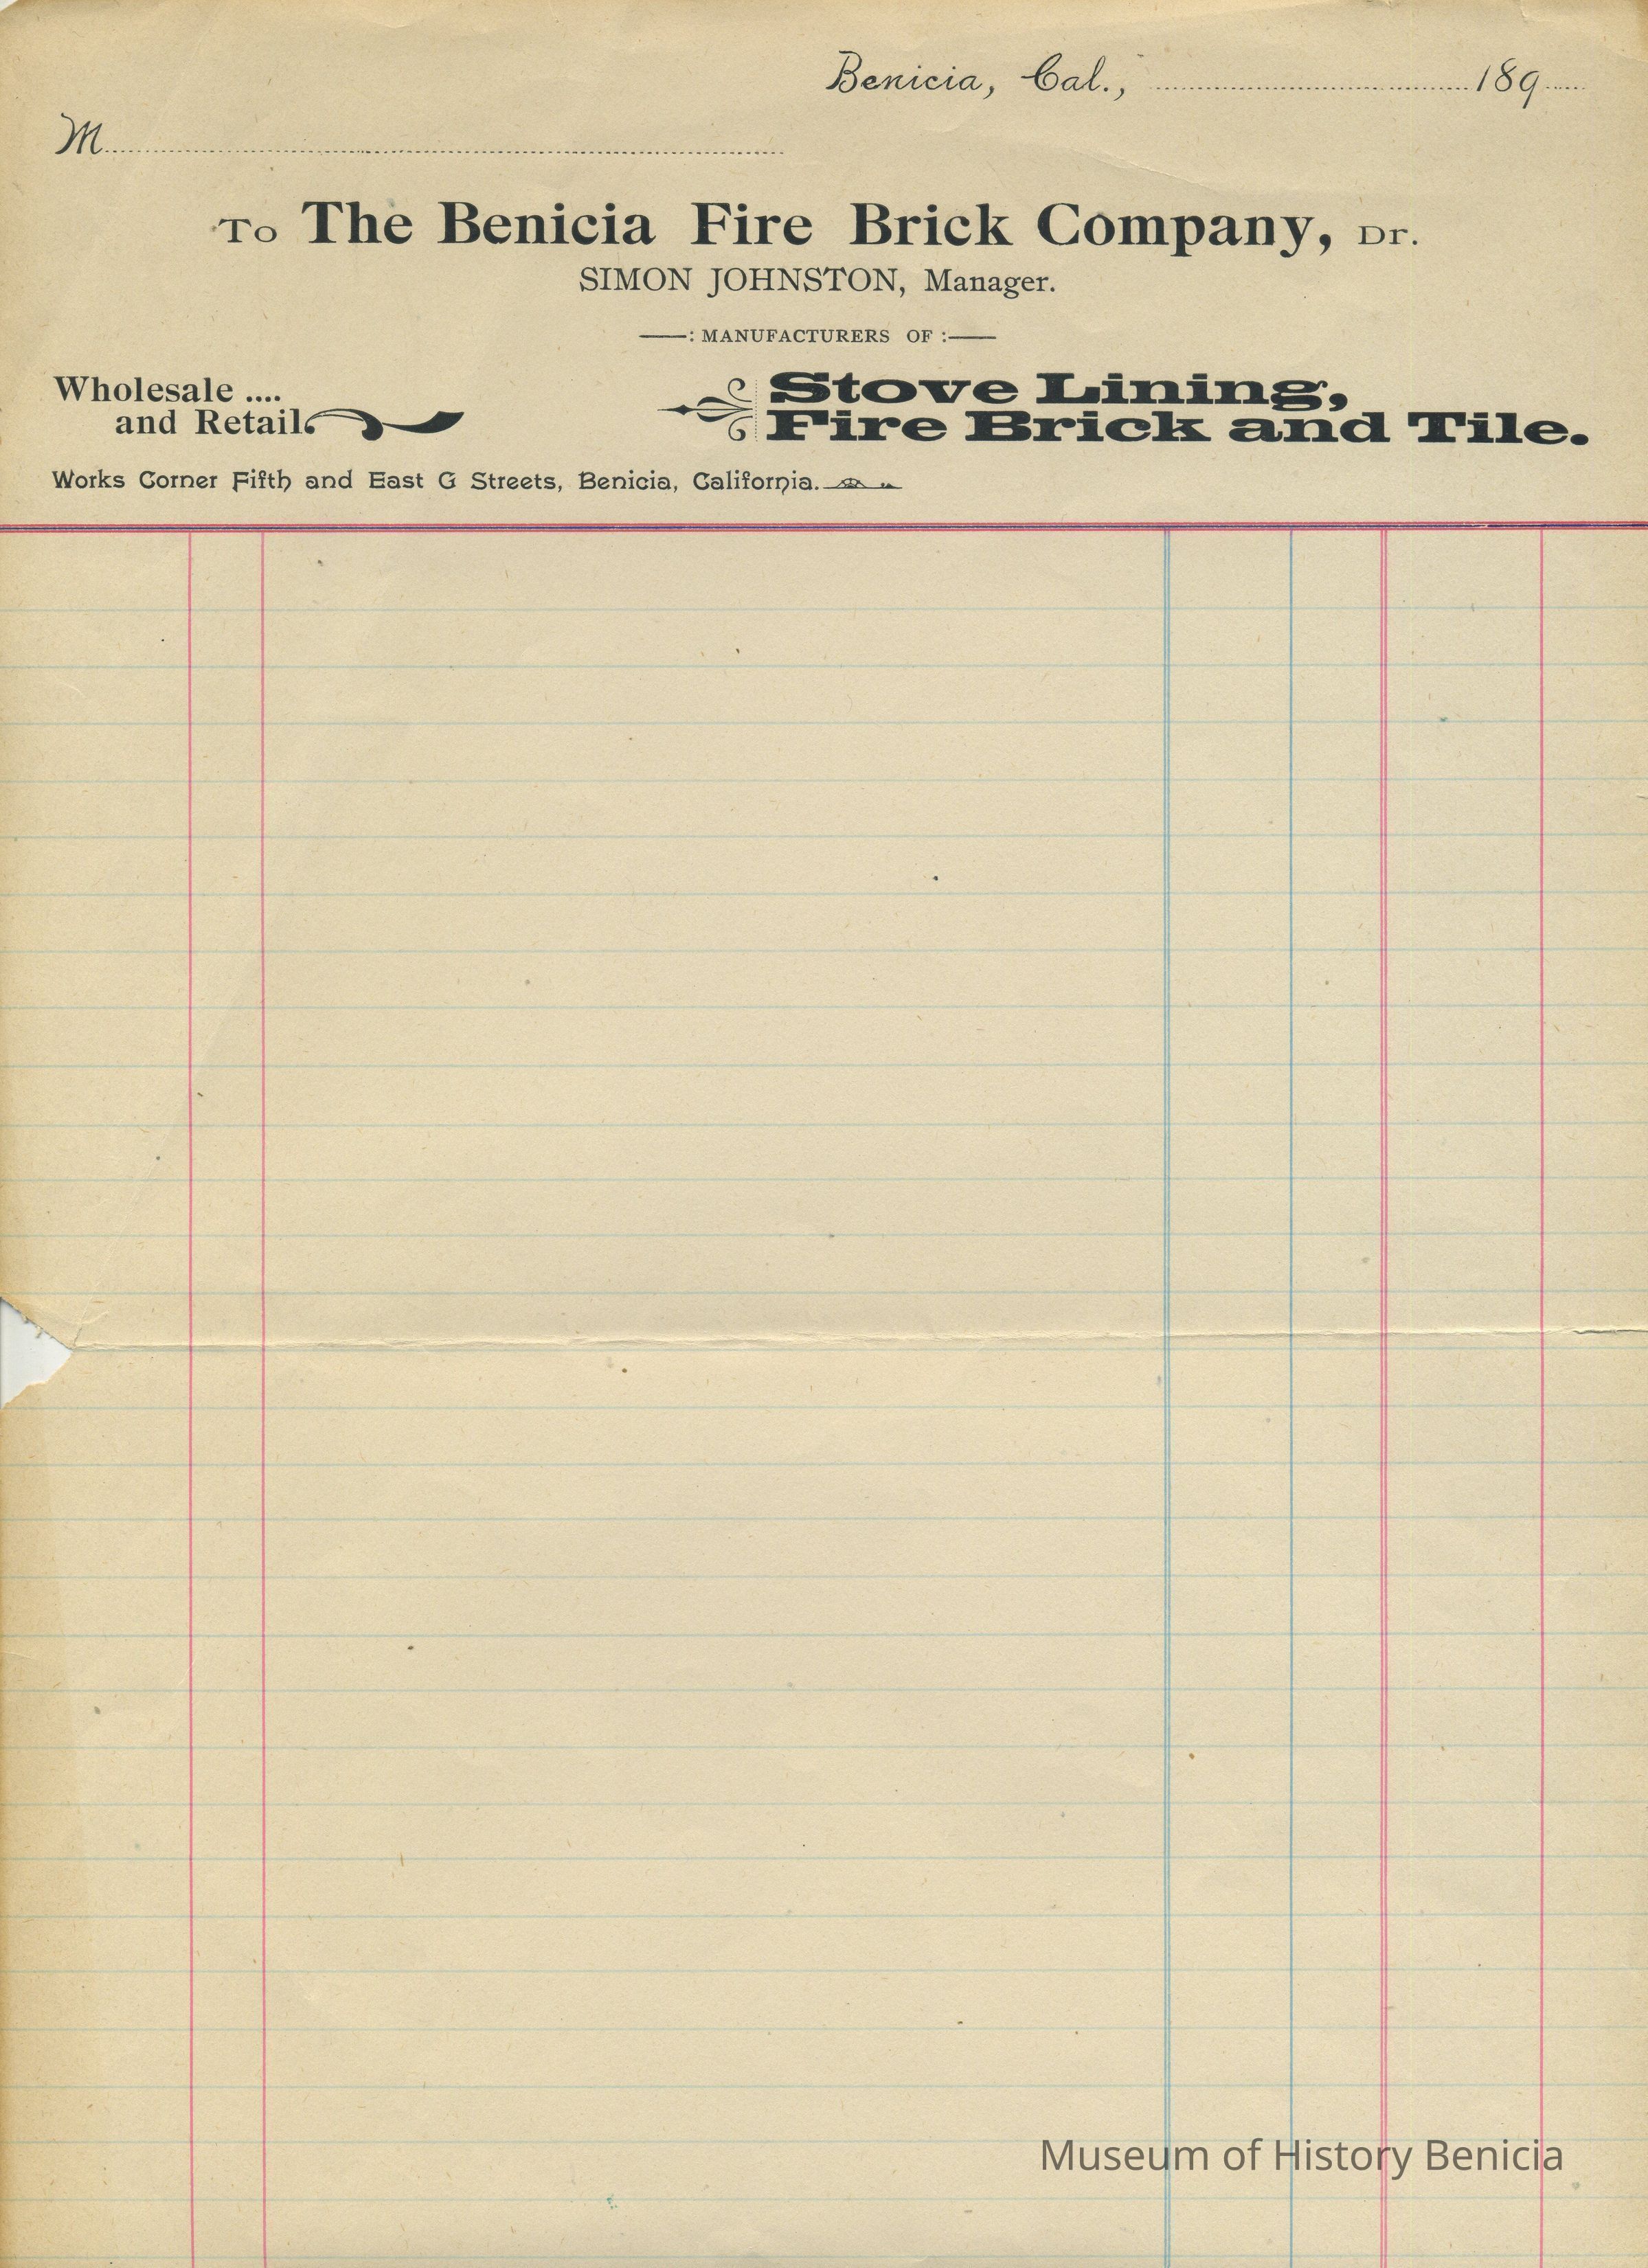 Benicia, Cal., 189
M
To The Benicia Fire Brick Company, Dr.
SIMON JOHNSTON, Manager.
: MANUFACTURERS OF :
Wholesale ....
and Retail.
Stove Lining,
Fire Brick and Tile.
Works Corner Fifth and East G Streets, Benicia, California.
Museum of History Benicia